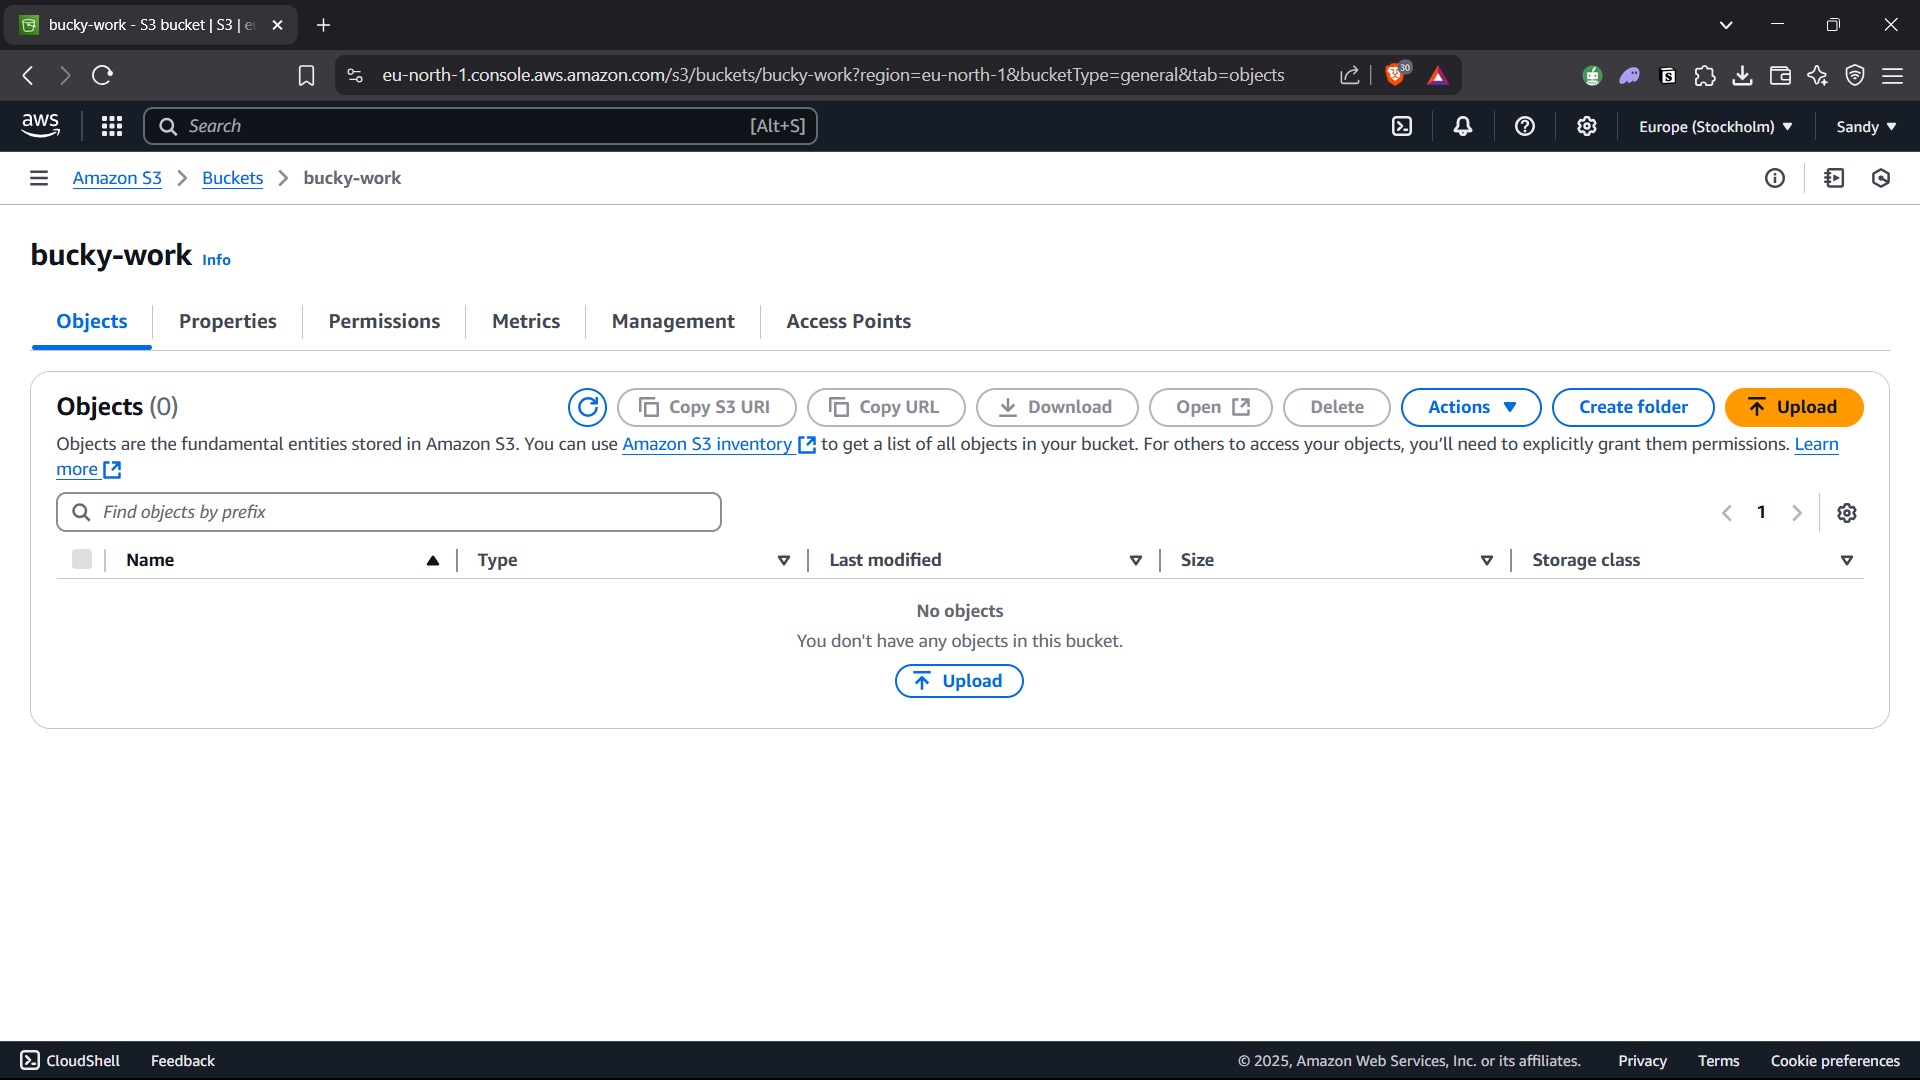 bucky-work - S3 bucket | S3 | eu
30
eu-north-1.console.aws.amazon.com/s3/buckets/bucky-work?region=eu-north-1&bucketType=general&tab=objects
aws
Search
[Alt+S]
Europe (Stockholm)
Sandy
Amazon S3
Buckets
bucky-work
bucky-work Info
Objects
Properties
Permissions
Metrics
Management
Access Points
Objects (0)
Copy S3 URI
Copy URL
Download
Open
Delete
Actions
Create folder
Upload
Objects are the fundamental entities stored in Amazon S3. You can use Amazon S3 inventory to get a list of all objects in your bucket. For others to access your objects, you’ll need to explicitly grant them permissions. Learn
more
Find objects by prefix
1
Name
Type
Last modified
Size
Storage class
No objects
You don't have any objects in this bucket.
Upload
CloudShell
Feedback
© 2025, Amazon Web Services, Inc. or its affiliates.
Privacy
Terms
Cookie preferences